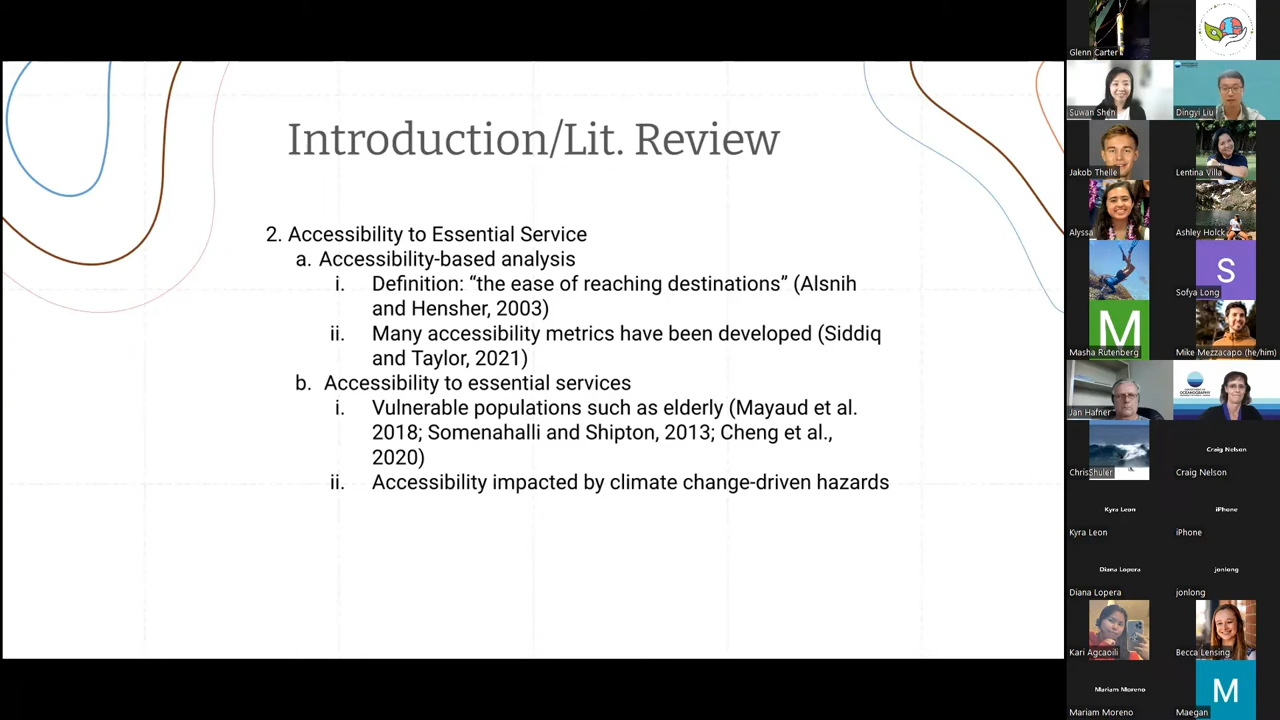 Introduction/Lit. Review
2. Accessibility to Essential Service
a. Accessibility-based analysis
i. Definition: “the ease of reaching destinations” (Alsnih
and Hensher, 2003)
ii. Many accessibility metrics have been developed (Siddiq
and Taylor, 2021)
b. Accessibility to essential services
i. Vulnerable populations such as elderly (Mayaud et al.
2018; Somenahalli and Shipton, 2013; Cheng et al.,
2020)
ii. Accessibility impacted by climate change-driven hazards
Glenn Carter
Suwan Shen
Dingyi Liu
Jakob Thelle
Lentina Villa
Alyssa
Ashley Holck
S
Sofya Long
M
Masha Rutenberg
Mike Mezzacapo (he/him)
Jan Hafner
OCEANOGRAPHY
ChrisShuler
Craig Nelson
Craig Nelson
Kyra Leon
Kyra Leon
iPhone
iPhone
Diana Lopera
Diana Lopera
jonlong
jonlong
Kari Agcaoili
Becca Lensing
Mariam Moreno
Mariam Moreno
M
Maegan